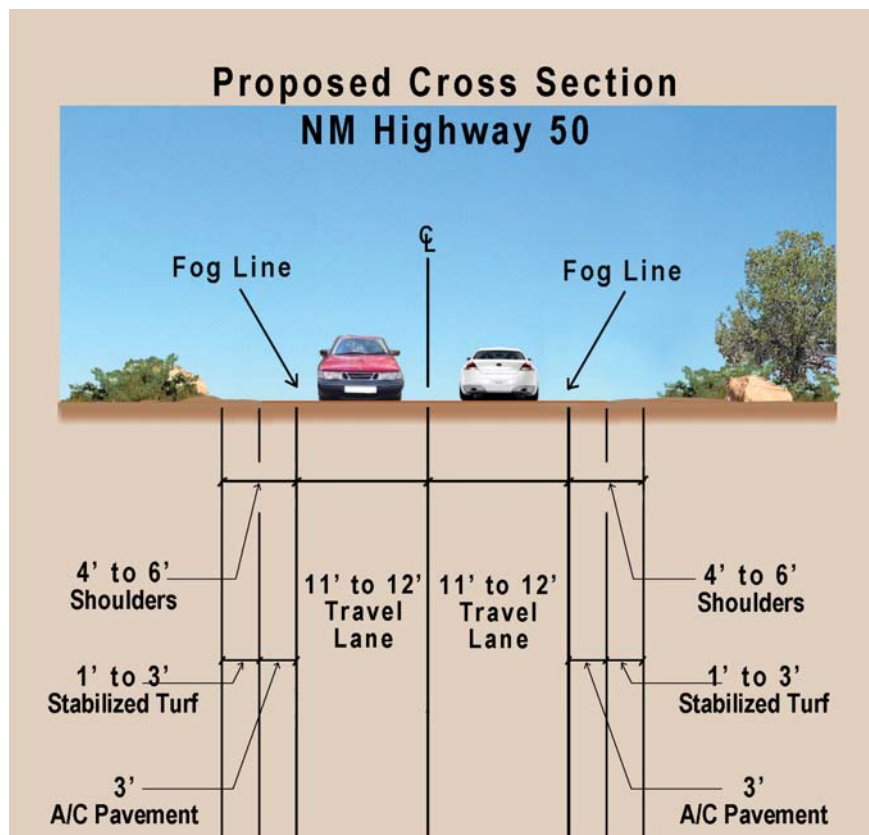 Proposed Cross Section
NM Highway 50
℄
Fog Line
Fog Line
4' to 6'
Shoulders
11' to 12'
Travel
Lane
11' to 12'
Travel
Lane
4' to 6'
Shoulders
1' to 3'
Stabilized Turf
1' to 3'
Stabilized Turf
3'
A/C Pavement
3'
A/C Pavement